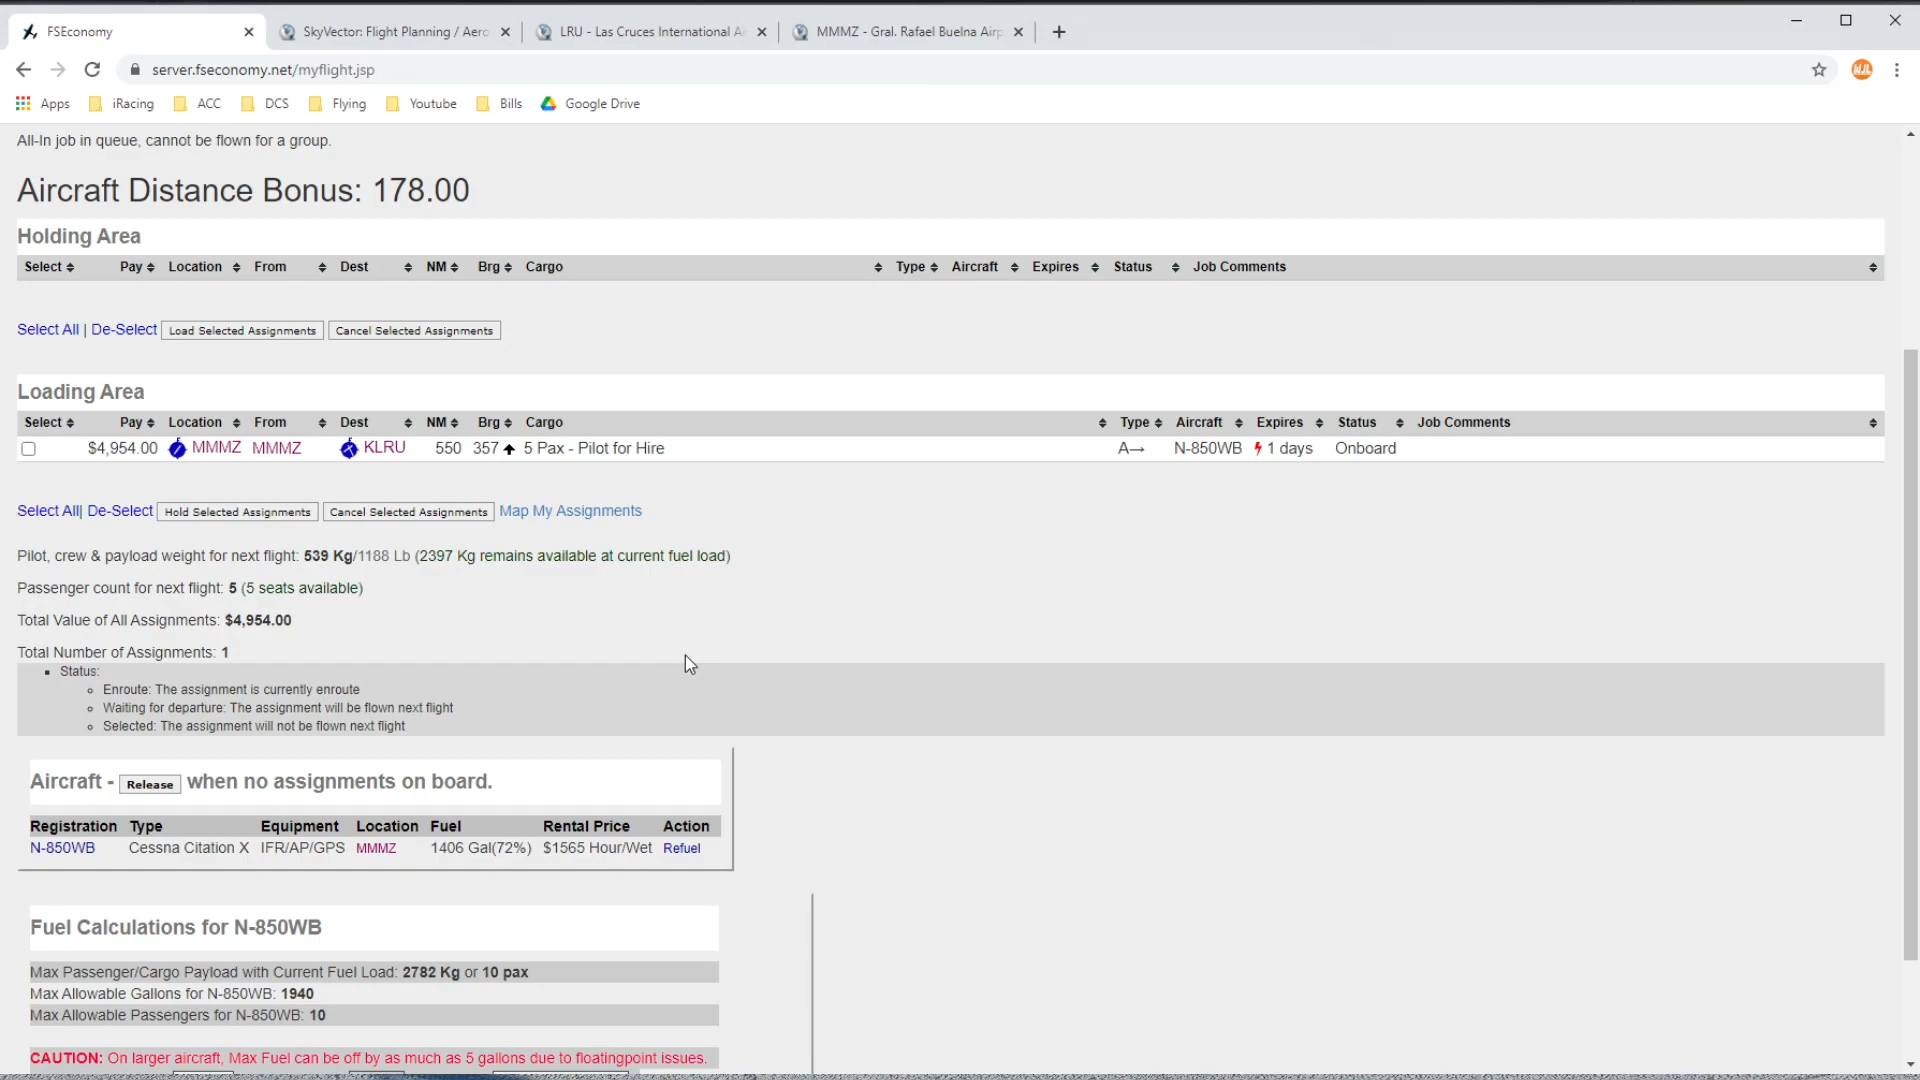 FSEconomy
SkyVector: Flight Planning / Aero
LRU - Las Cruces International Ai
MMMZ - Gral. Rafael Buelna Airp
server.fseconomy.net/myflight.jsp
WJL
Apps iRacing ACC DCS Flying Youtube Bills Google Drive
All-In job in queue, cannot be flown for a group.
Aircraft Distance Bonus: 178.00
Holding Area
Select Pay Location From Dest NM Brg Cargo Type Aircraft Expires Status Job Comments
Select All | De-Select Load Selected Assignments Cancel Selected Assignments
Loading Area
Select Pay Location From Dest NM Brg Cargo Type Aircraft Expires Status Job Comments
$4,954.00 MMMZ MMMZ KLRU 550 357 5 Pax - Pilot for Hire A→ N-850WB 1 days Onboard
Select All| De-Select Hold Selected Assignments Cancel Selected Assignments Map My Assignments
Pilot, crew & payload weight for next flight: 539 Kg/1188 Lb (2397 Kg remains available at current fuel load)
Passenger count for next flight: 5 (5 seats available)
Total Value of All Assignments: $4,954.00
Total Number of Assignments: 1
Status:
Enroute: The assignment is currently enroute
Waiting for departure: The assignment will be flown next flight
Selected: The assignment will not be flown next flight
Aircraft - Release when no assignments on board.
Registration Type Equipment Location Fuel Rental Price Action
N-850WB Cessna Citation X IFR/AP/GPS MMMZ 1406 Gal(72%) $1565 Hour/Wet Refuel
Fuel Calculations for N-850WB
Max Passenger/Cargo Payload with Current Fuel Load: 2782 Kg or 10 pax
Max Allowable Gallons for N-850WB: 1940
Max Allowable Passengers for N-850WB: 10
CAUTION: On larger aircraft, Max Fuel can be off by as much as 5 gallons due to floatingpoint issues.